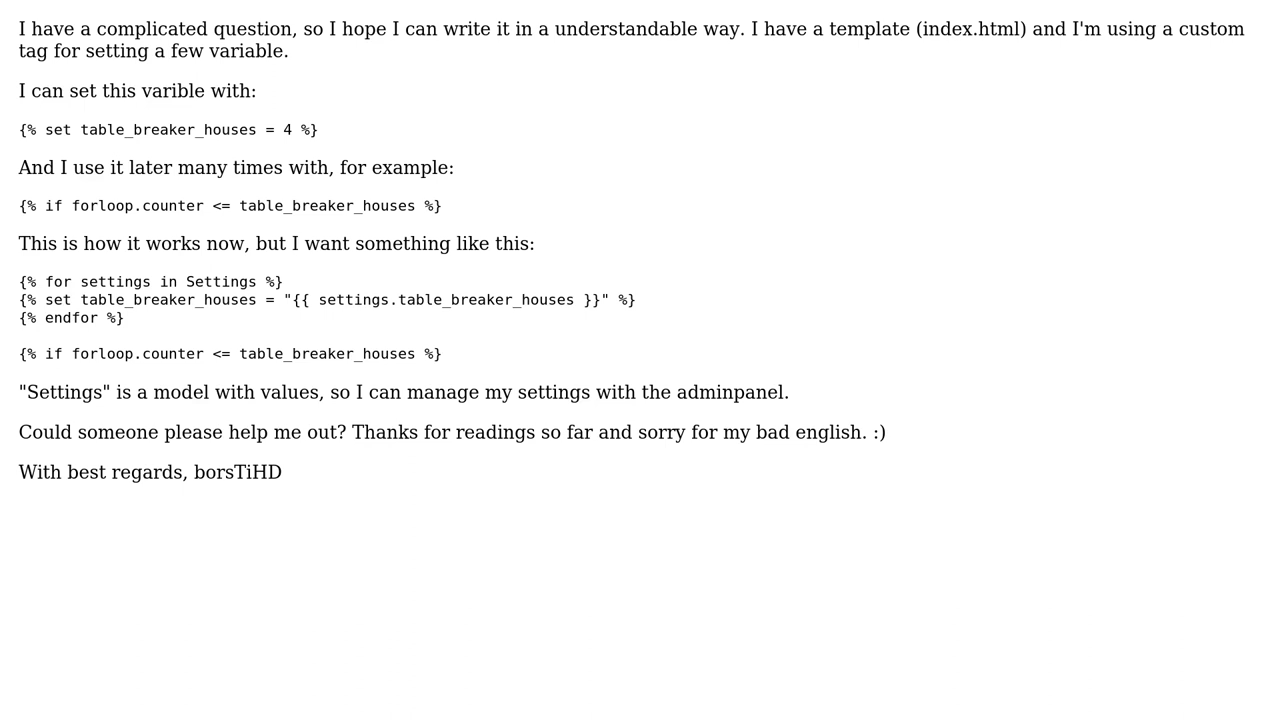 I have a complicated question, so I hope I can write it in a understandable way. I have a template (index.html) and I'm using a custom
tag for setting a few variable.
I can set this varible with:
{% set table_breaker_houses = 4 %}
And I use it later many times with, for example:
{% if forloop.counter <= table_breaker_houses %}
This is how it works now, but I want something like this:
{% for settings in Settings %}
{% set table_breaker_houses = "{{ settings.table_breaker_houses }}" %}
{% endfor %}
{% if forloop.counter <= table_breaker_houses %}
"Settings" is a model with values, so I can manage my settings with the adminpanel.
Could someone please help me out? Thanks for readings so far and sorry for my bad english. :)
With best regards, borsTiHD